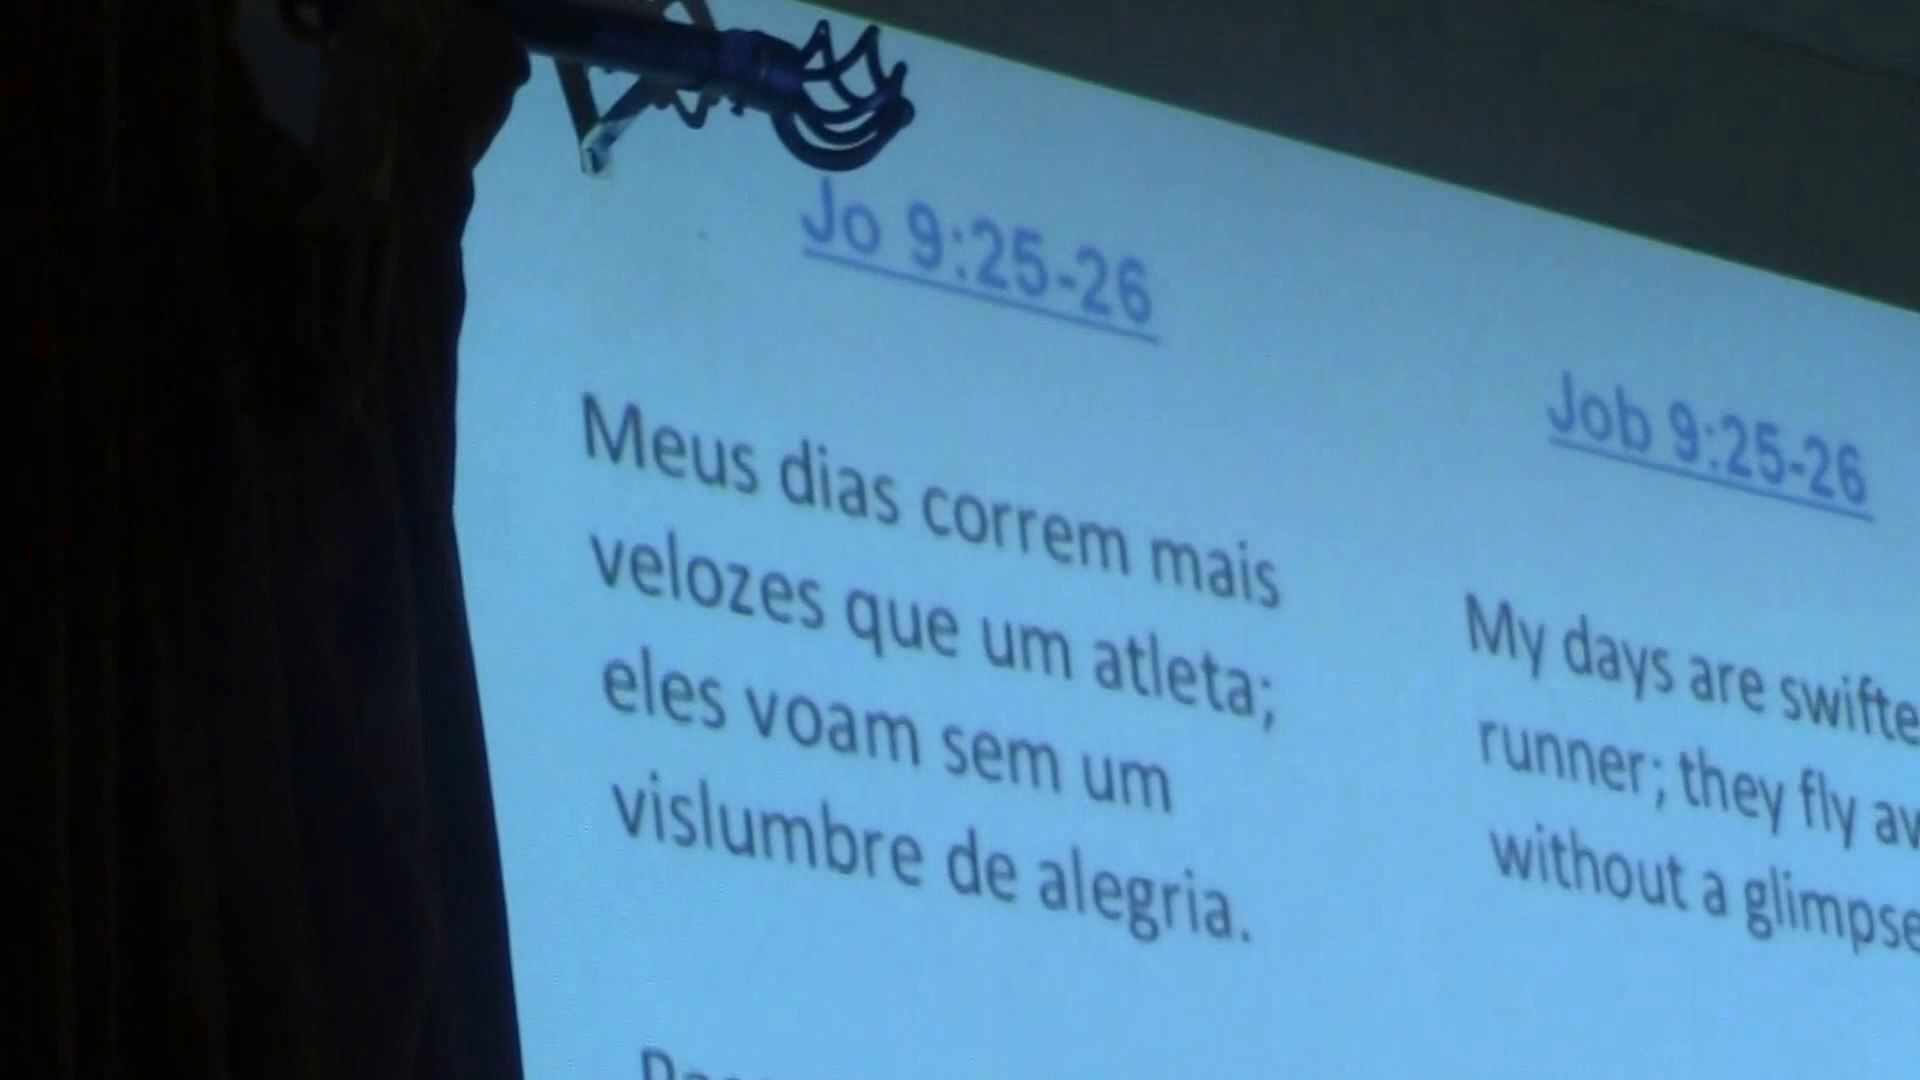 Jo 9:25-26
Meus dias correm mais
velozes que um atleta;
eles voam sem um
vislumbre de alegria.
Job 9:25-26
My days are swifte
runner; they fly aw
without a glimpse